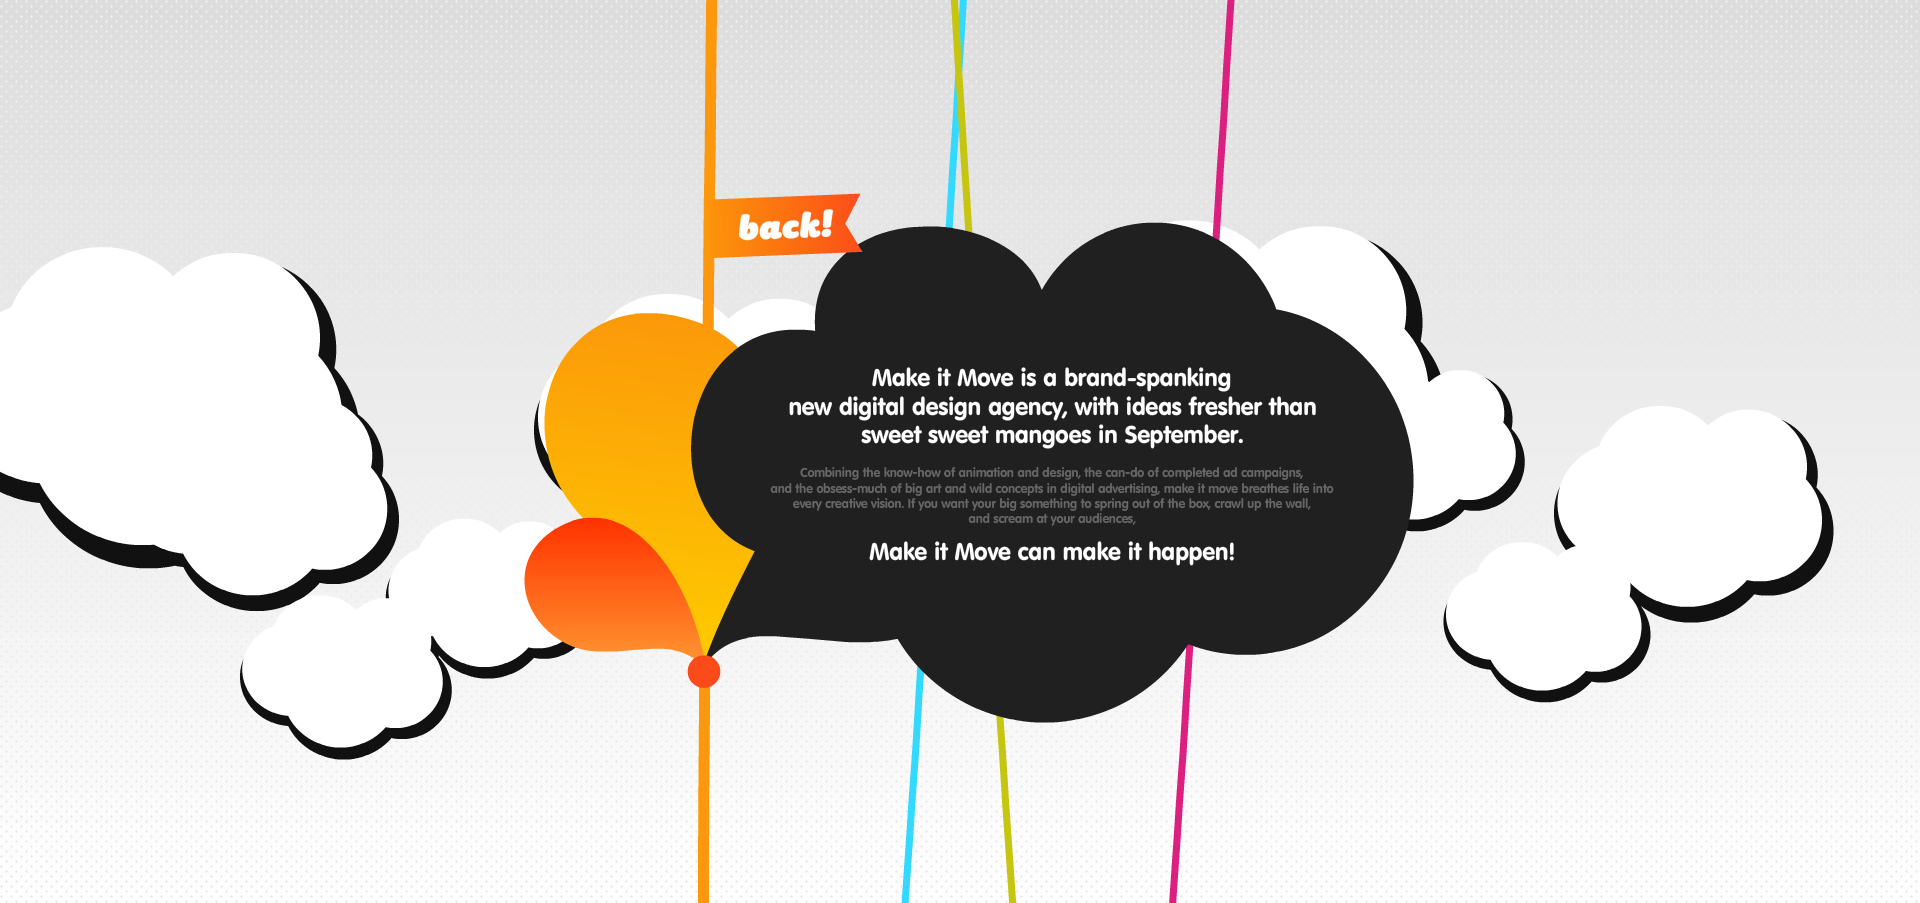 back!
Make it Move is a brand-spanking
new digital design agency, with ideas fresher than
sweet sweet mangoes in September.
Combining the know-how of animation and design, the can-do of completed ad campaigns,
and the obsess-much of big art and wild concepts in digital advertising, make it move breathes life into
every creative vision. If you want your big something to spring out of the box, crawl up the wall,
and scream at your audiences,
Make it Move can make it happen!